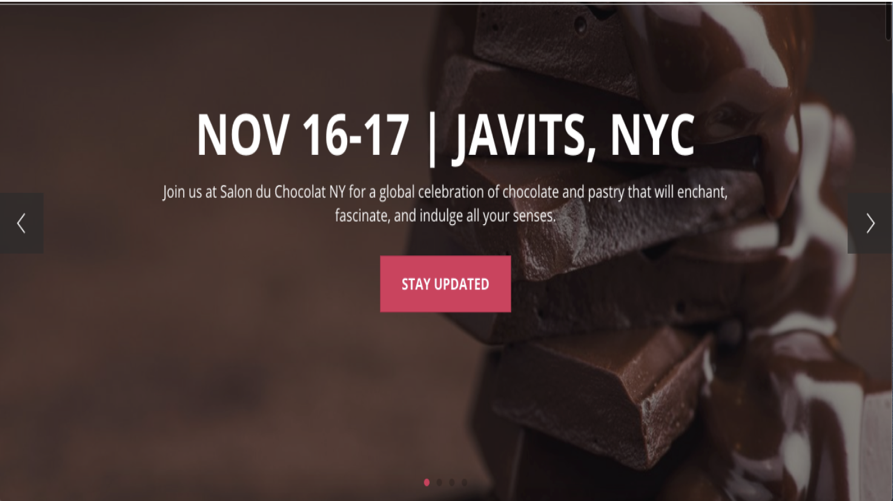 NOV 16-17 | JAVITS, NYC
Join us at Salon du Chocolat NY for a global celebration of chocolate and pastry that will enchant,
fascinate, and indulge all your senses.
STAY UPDATED